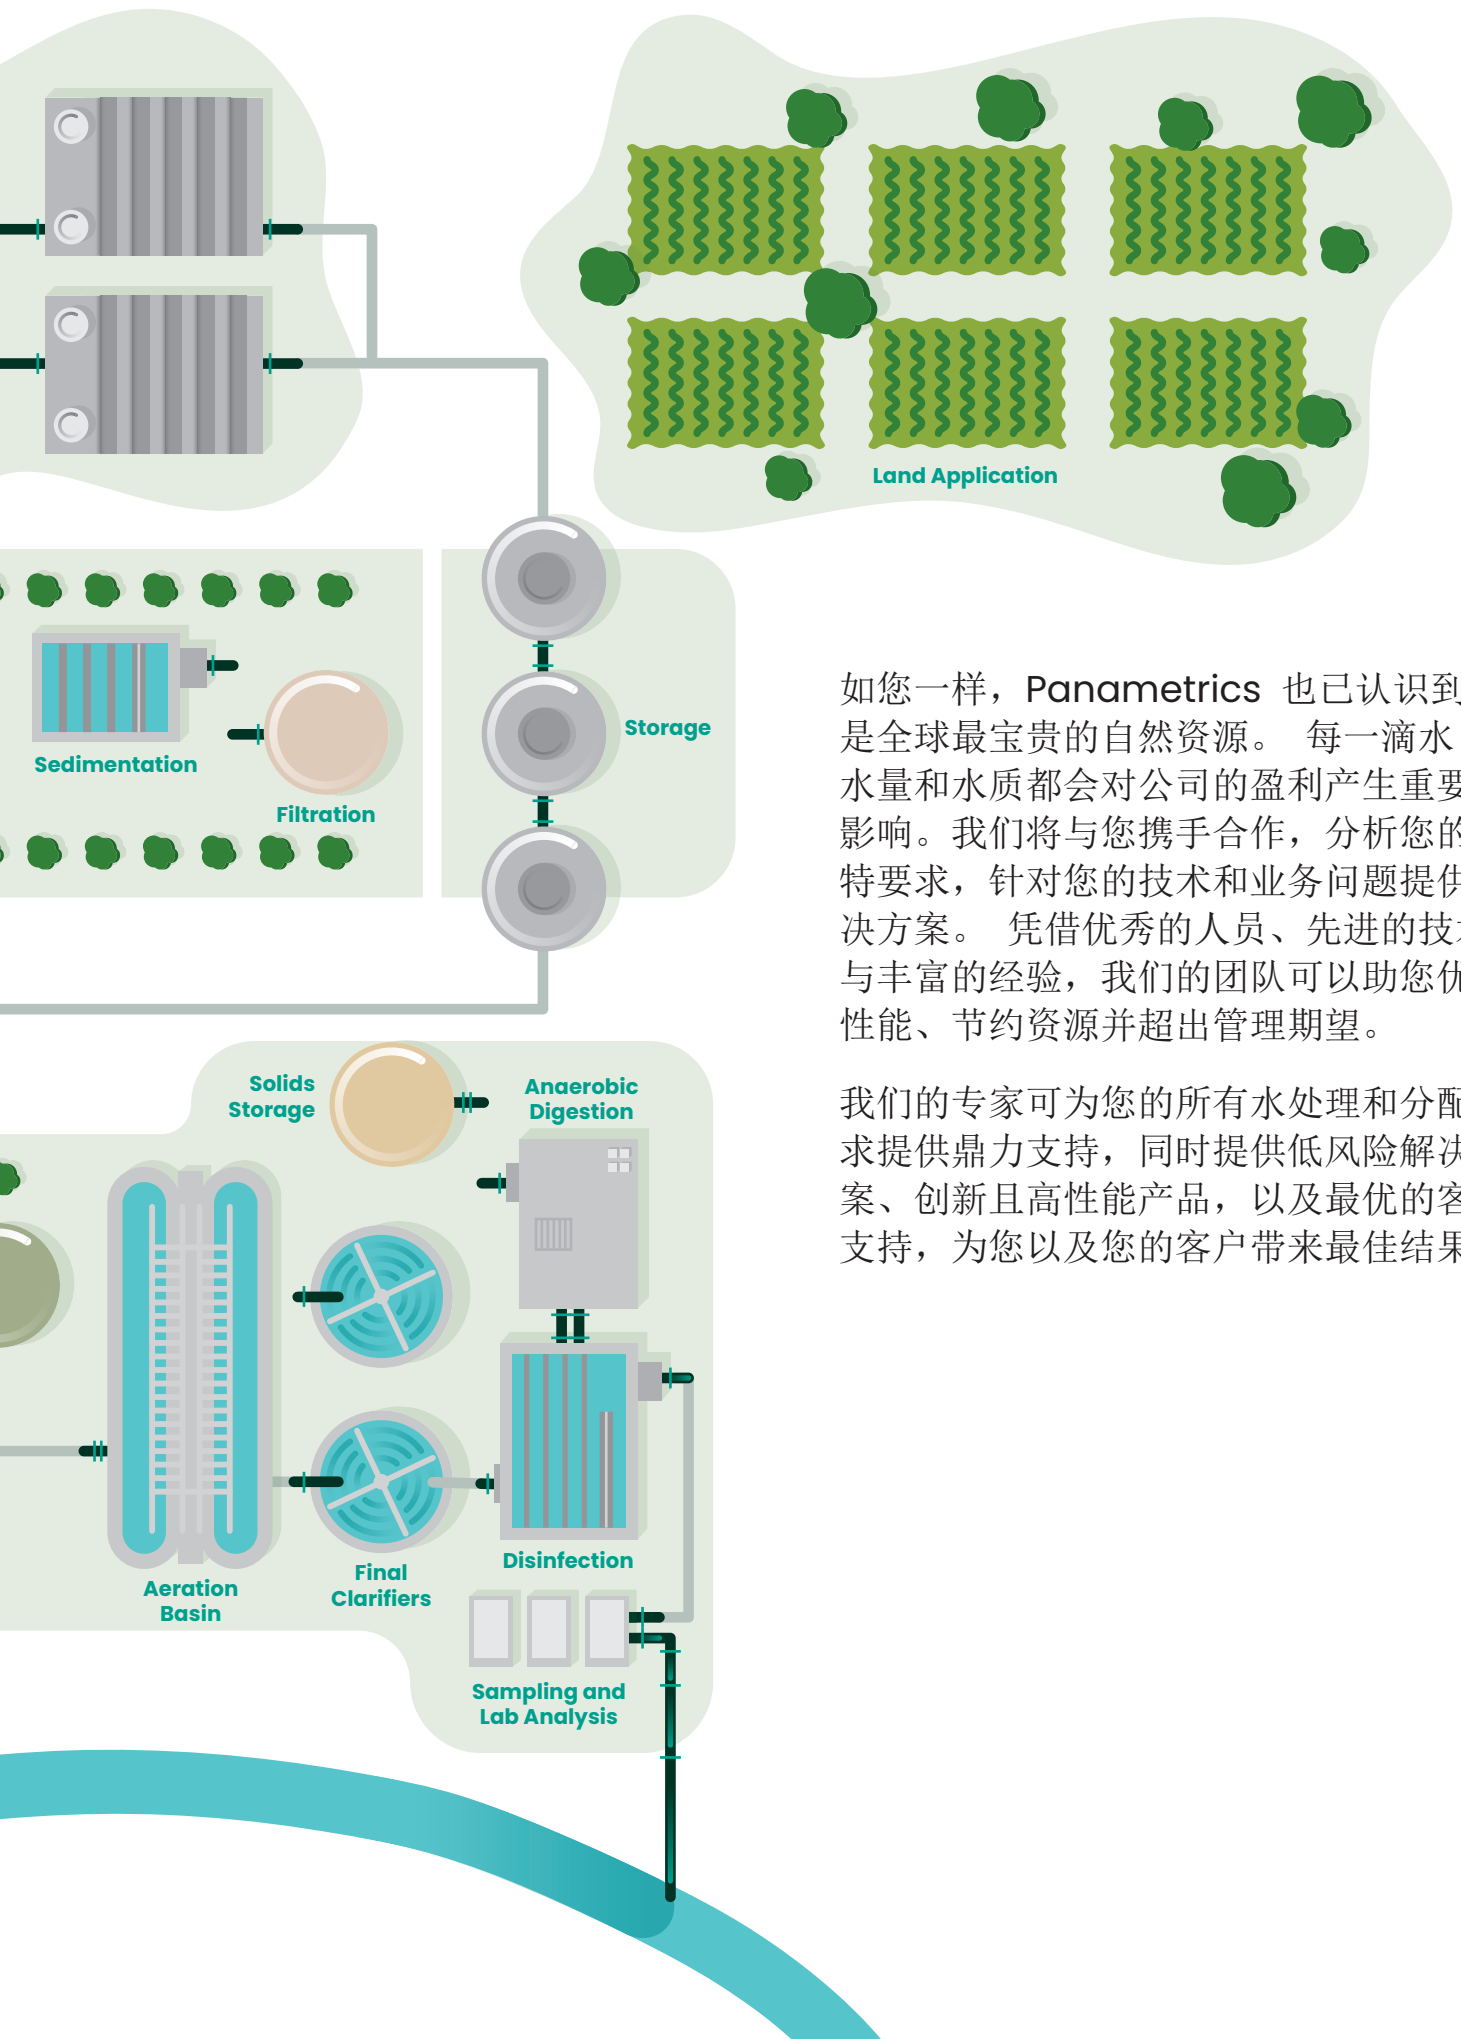 Land Application
Storage
Sedimentation
Filtration
如您一样，Panametrics 也已认识到
是全球最宝贵的自然资源。 每一滴水
水量和水质都会对公司的盈利产生重要
影响。我们将与您携手合作，分析您的
特要求，针对您的技术和业务问题提供
决方案。 凭借优秀的人员、先进的技术
与丰富的经验，我们的团队可以助您优
性能、节约资源并超出管理期望。
我们的专家可为您的所有水处理和分配
求提供鼎力支持，同时提供低风险解决
案、创新且高性能产品，以及最优的客
支持，为您以及您的客户带来最佳结果
Solids
Storage
Anaerobic
Digestion
Aeration
Basin
Final
Clarifiers
Disinfection
Sampling and
Lab Analysis